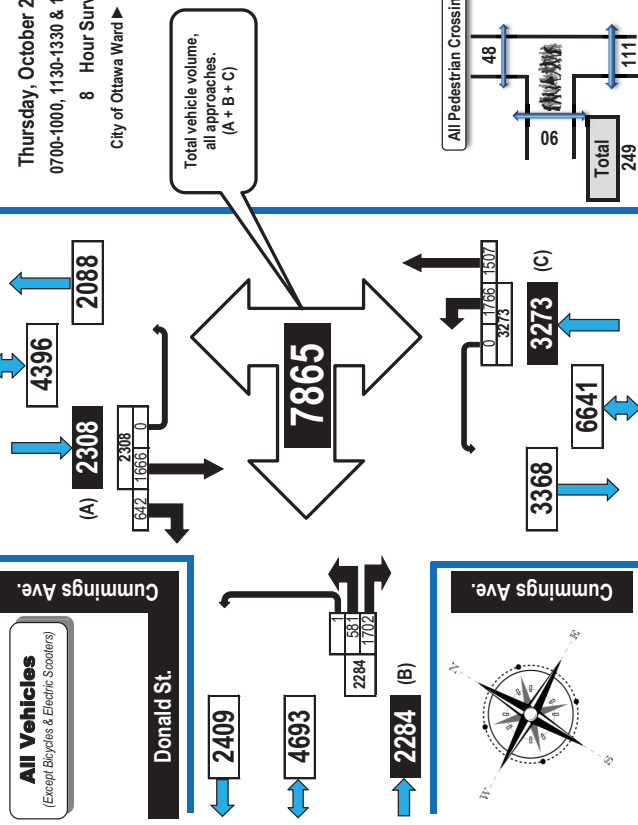 All Vehicles
(Except Bicycles & Electric Scooters)
Cummings Ave.
Donald St.
Thursday, October 2
0700-1000, 1130-1330 & 1
8 Hour Surv
City of Ottawa Ward ►
4396
2088
(A)
2308
2308
642 1666 0
Total vehicle volume,
all approaches.
(A + B + C)
7865
2409
4693
2284 (B)
2284
1
581
1702
0 1766 1507
3273
3273 (C)
3368
6641
Cummings Ave.
N
E
S
W
All Pedestrian Crossin
48
90
111
Total
249